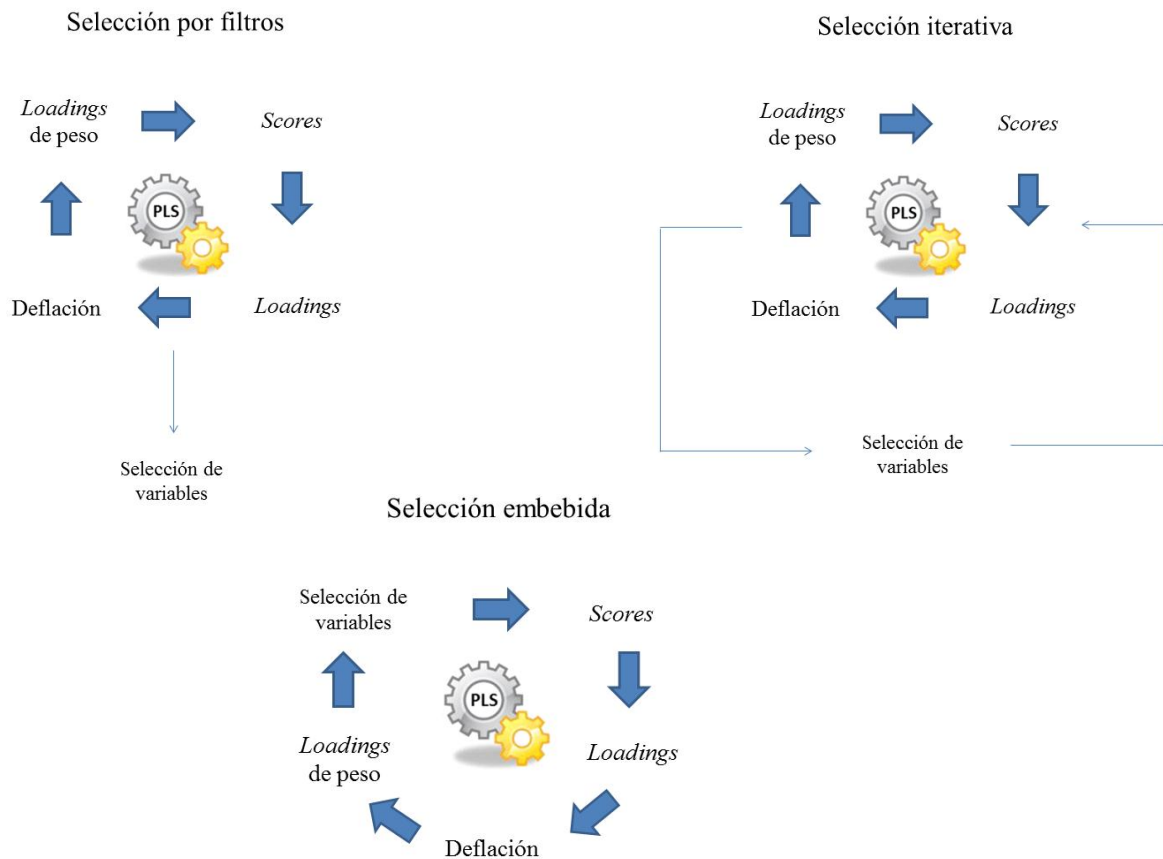 Selección por filtros
Loadings
de peso
Scores
PLS
Deflación
Loadings
Selección de
variables
Selección iterativa
Loadings
de peso
Scores
PLS
Deflación
Loadings
Selección de
variables
Selección embebida
Selección de
variables
Scores
PLS
Loadings
de peso
Loadings
Deflación